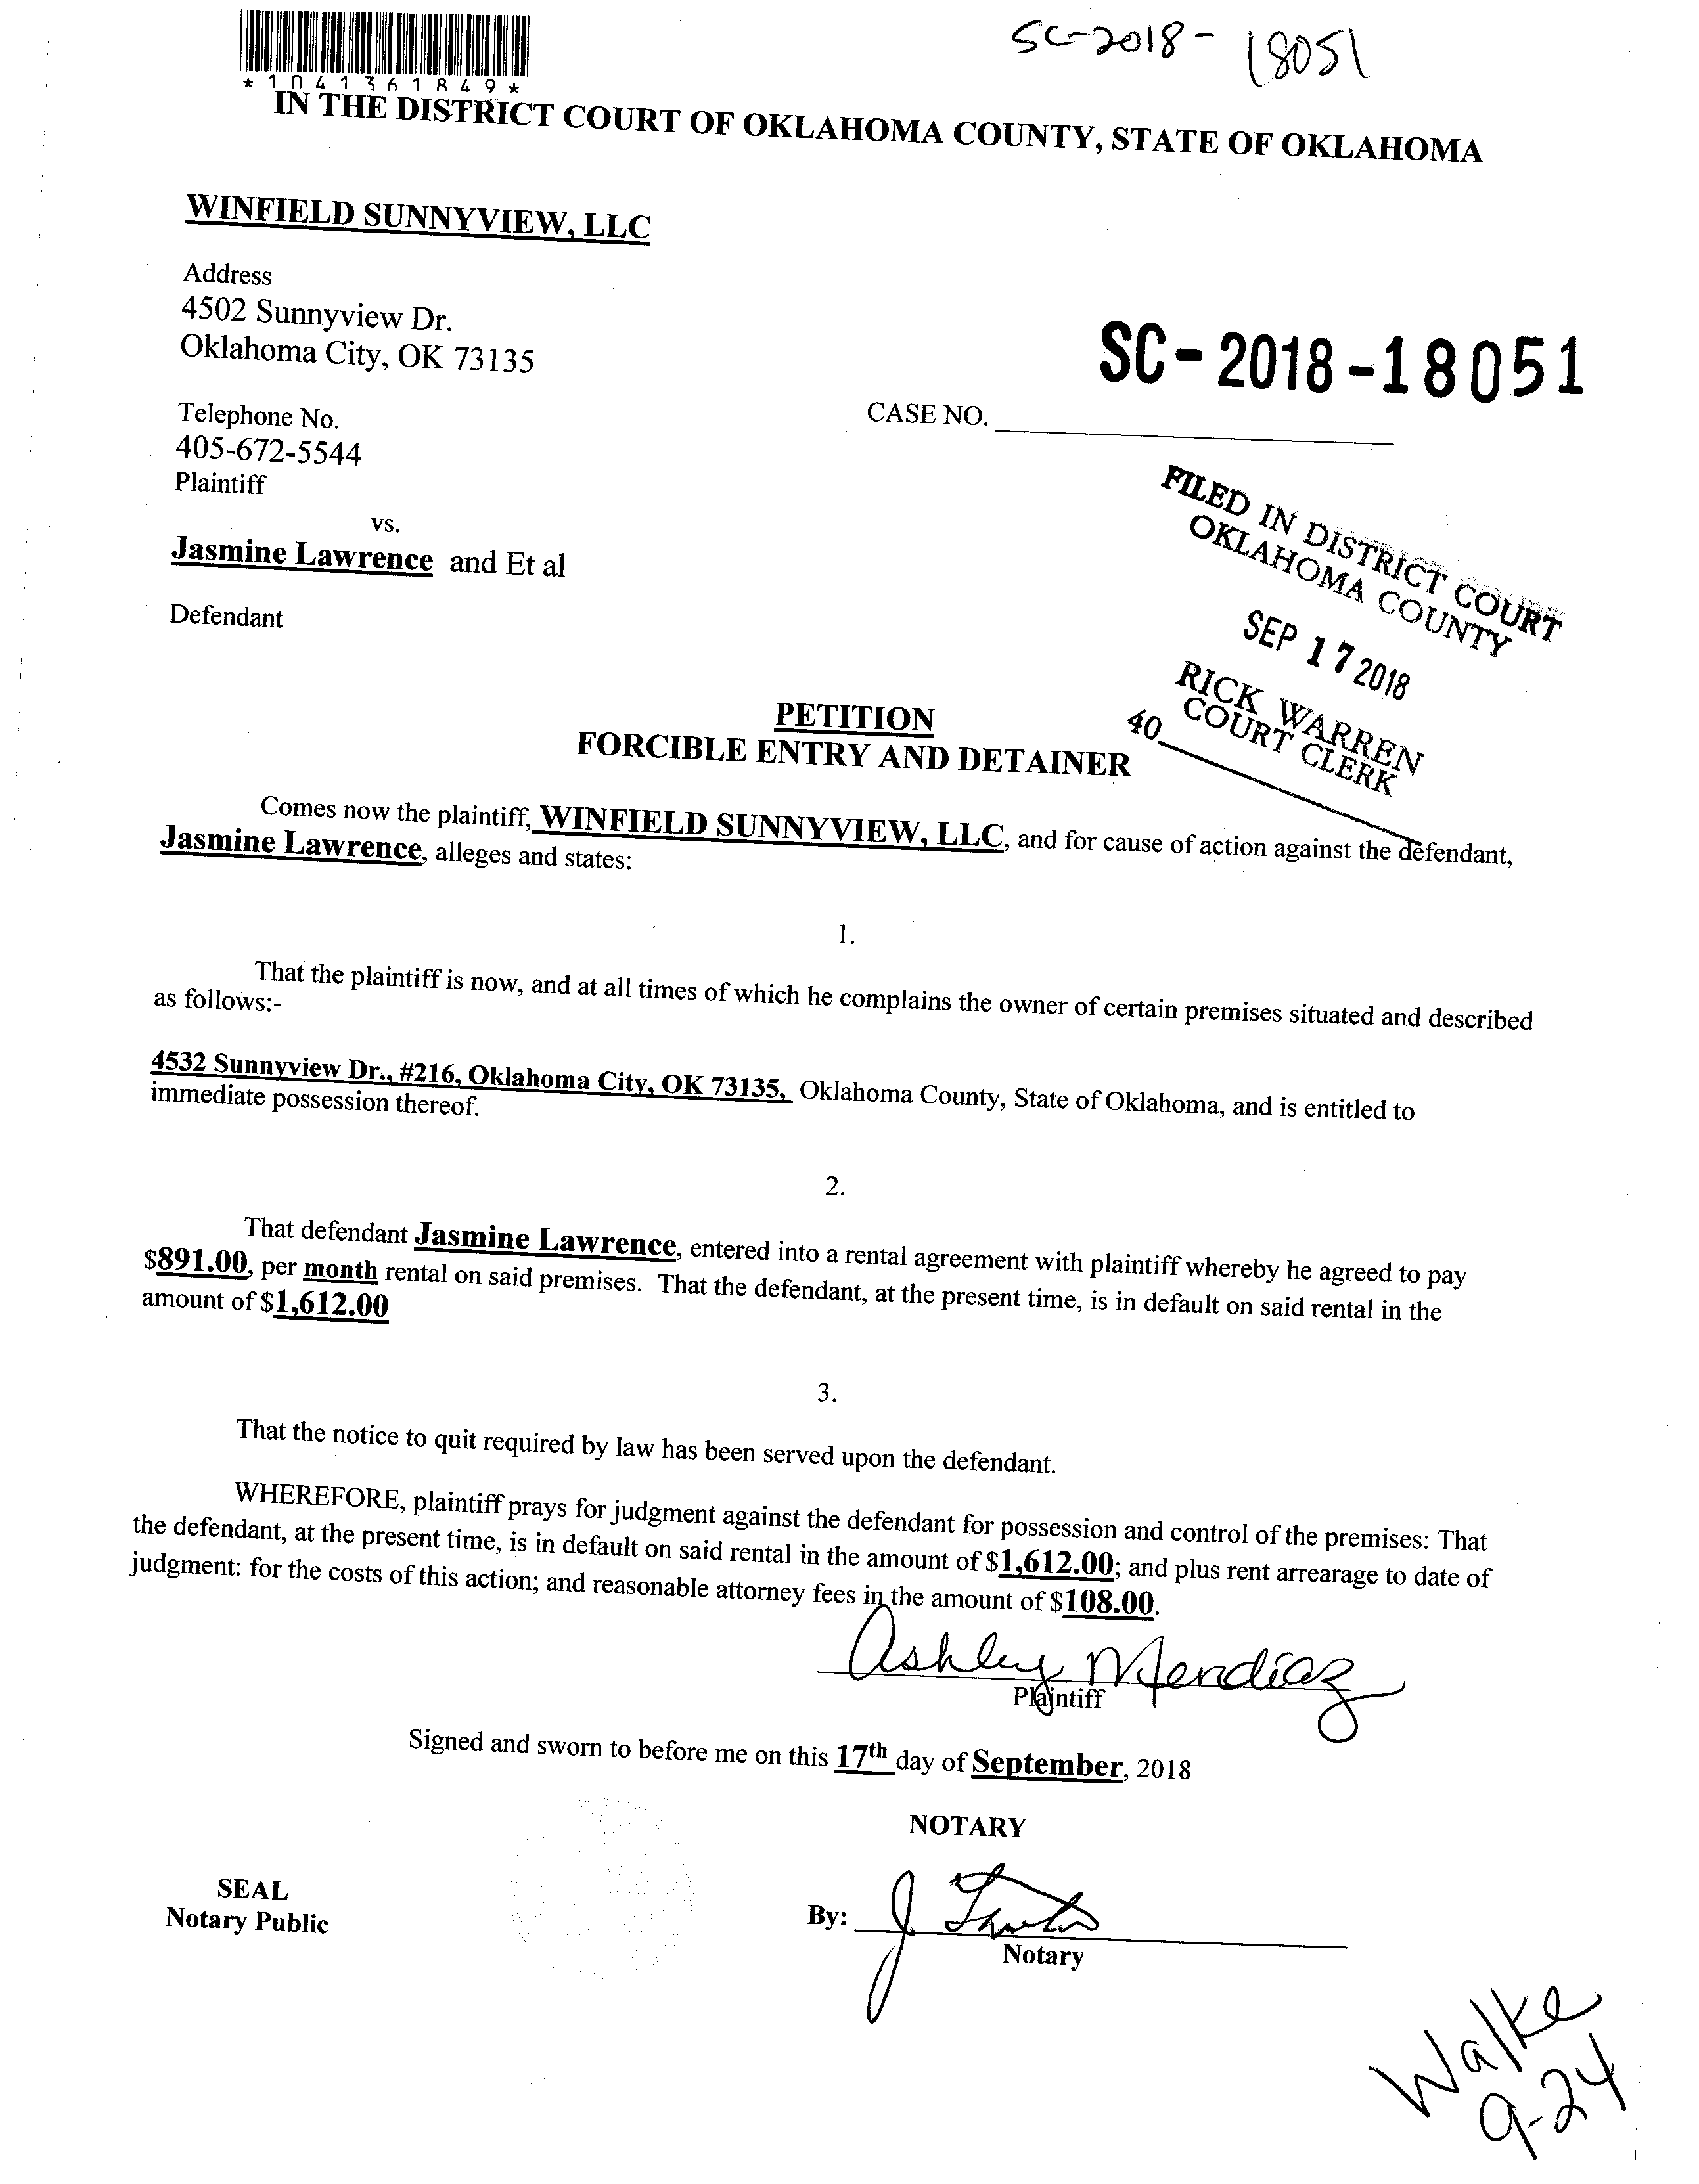 SC-2018-18051
*1041361849*
IN THE DISTRICT COURT OF OKLAHOMA COUNTY, STATE OF OKLAHOMA
WINFIELD SUNNYVIEW, LLC
Address
4502 Sunnyview Dr.
Oklahoma City, OK 73135
SC-2018-18051
Telephone No.
CASE NO.
405-672-5544
Plaintiff
vs.
Jasmine Lawrence and Et al
Defendant
FILED IN DISTRICT COURT
OKLAHOMA COUNTY
SEP 17 2018
RICK WARREN
COURT CLERK
40
PETITION
FORCIBLE ENTRY AND DETAINER
Comes now the plaintiff, WINFIELD SUNNYVIEW, LLC, and for cause of action against the defendant,
Jasmine Lawrence, alleges and states:
1.
That the plaintiff is now, and at all times of which he complains the owner of certain premises situated and described
as follows:-
4532 Sunnyview Dr., #216, Oklahoma City, OK 73135, Oklahoma County, State of Oklahoma, and is entitled to
immediate possession thereof.
2.
That defendant Jasmine Lawrence, entered into a rental agreement with plaintiff whereby he agreed to pay
$891.00, per month rental on said premises. That the defendant, at the present time, is in default on said rental in the
amount of $1,612.00
3.
That the notice to quit required by law has been served upon the defendant.
WHEREFORE, plaintiff prays for judgment against the defendant for possession and control of the premises: That
the defendant, at the present time, is in default on said rental in the amount of $1,612.00; and plus rent arrearage to date of
judgment: for the costs of this action; and reasonable attorney fees in the amount of $108.00.
Ashley Mendiaz
Plaintiff
Signed and sworn to before me on this 17th day of September, 2018
NOTARY
SEAL
Notary Public
By: J
Notary
Walke
9-24